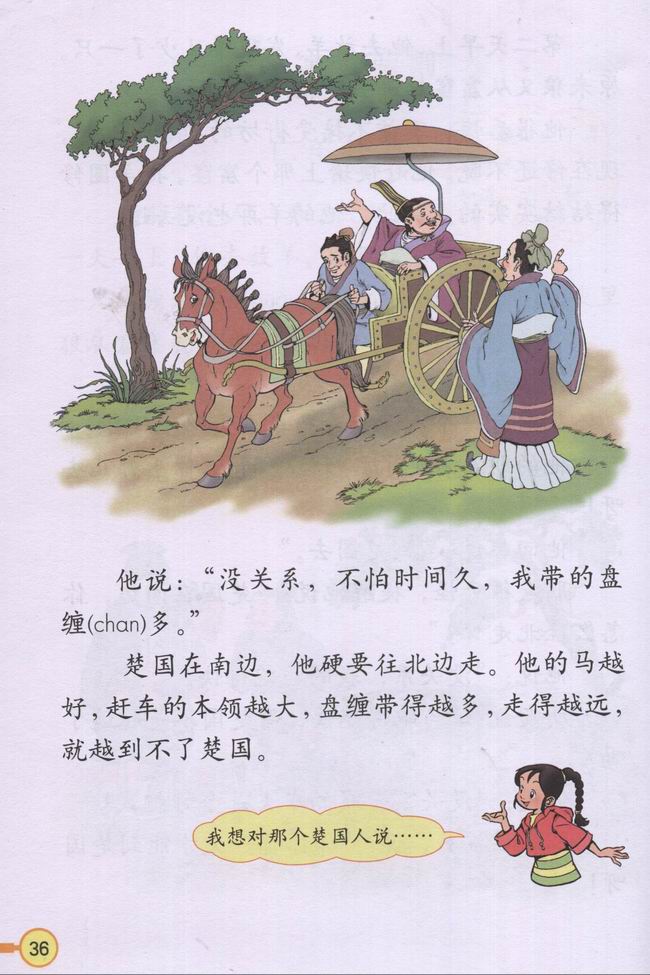 他说：“没关系，不怕时间久，我带的盘
缠(chan)多。”
楚国在南边，他硬要往北边走。他的马越
好，赶车的本领越大，盘缠带得越多，走得越远，
就越到不了楚国。
我想对那个楚国人说……
36